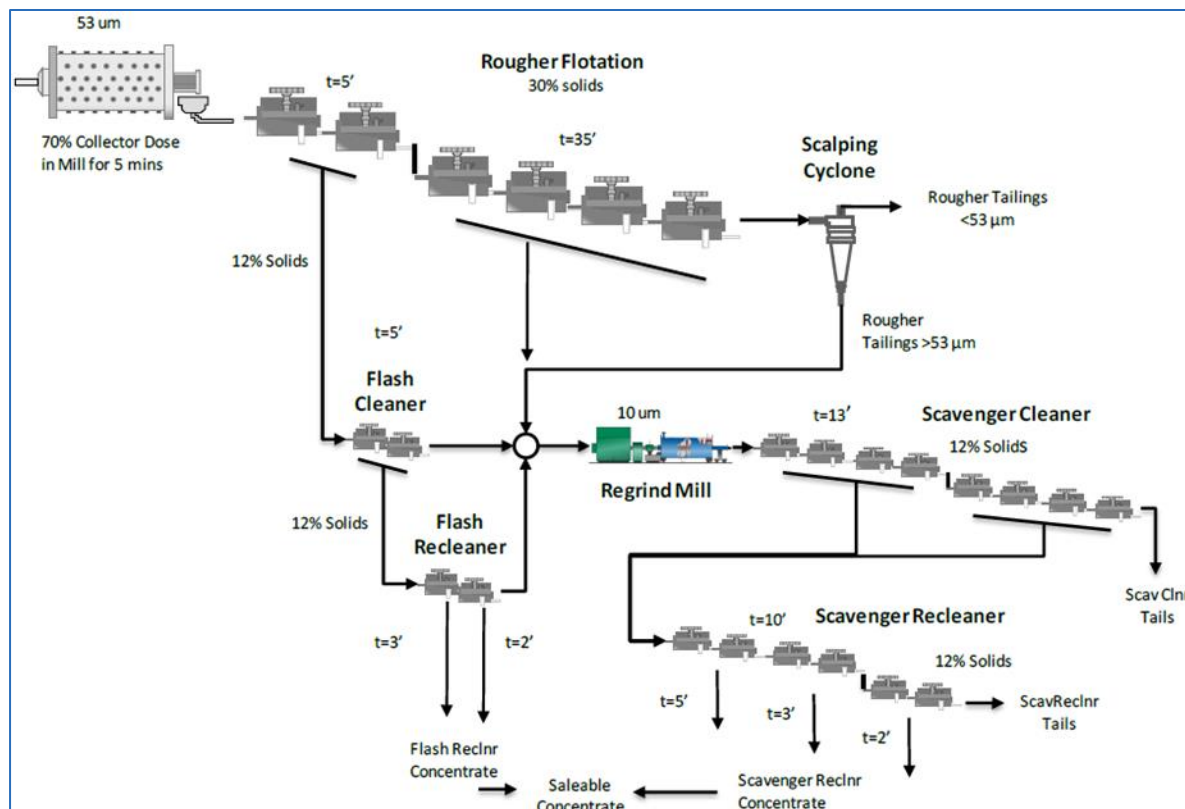 53 um
t=5'
Rougher Flotation
30% solids
70% Collector Dose
in Mill for 5 mins
t=35'
Scalping
Cyclone
Rougher Tailings
<53 µm
12% Solids
Rougher
Tailings >53 µm
t=5'
Flash
Cleaner
10 um
Regrind Mill
t=13'
Scavenger Cleaner
12% Solids
12% Solids
Flash
Recleaner
Scav Clnr
Tails
t=3'
t=2'
t=10'
Scavenger Recleaner
12% Solids
t=5'
t=3'
t=2'
ScavReclnr
Tails
Flash Reclnr
Concentrate
Saleable
Concentrate
Scavenger Reclnr
Concentrate